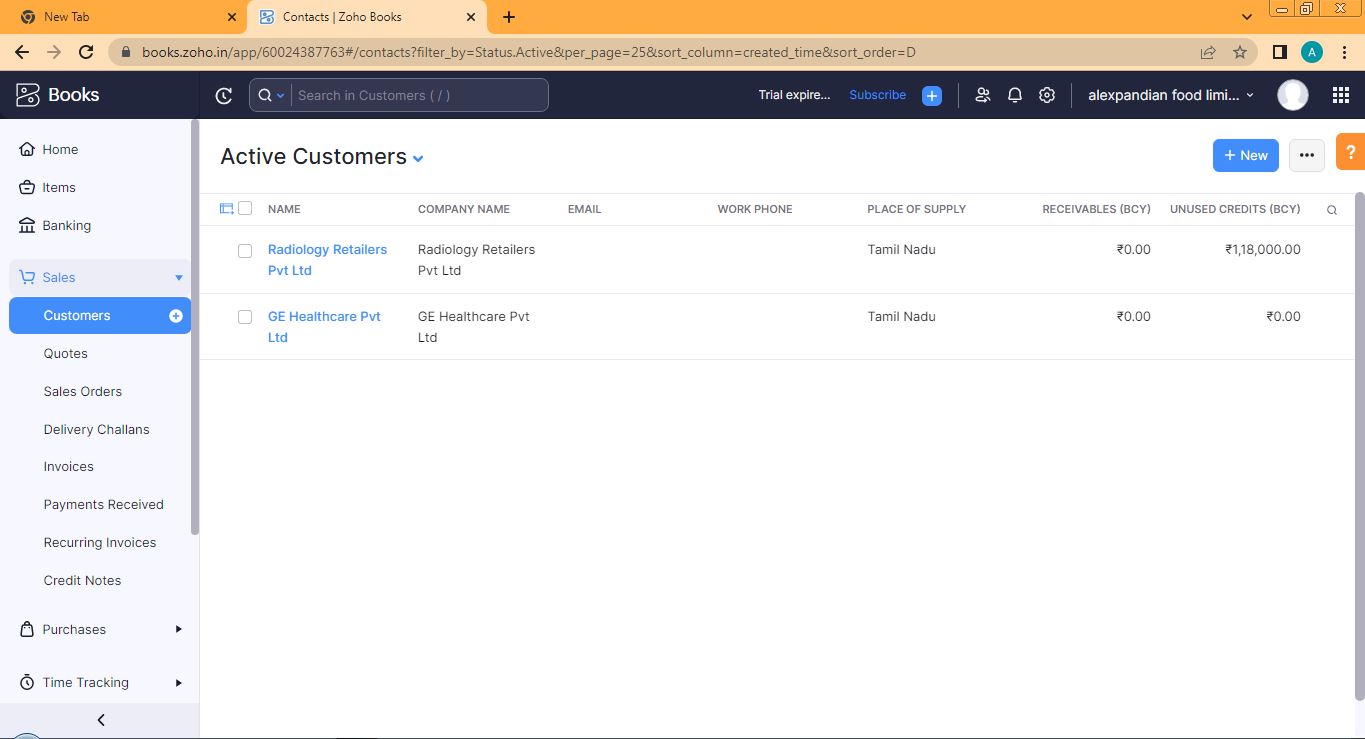 New Tab
Contacts | Zoho Books
books.zoho.in/app/60024387763#/contacts?filter_by=Status.Active&per_page=25&sort_column=created_time&sort_order=D
A
Books
Search in Customers ( / )
Trial expire...
Subscribe
alexpandian food limi...
Home
Items
Banking
Sales
Customers
Quotes
Sales Orders
Delivery Challans
Invoices
Payments Received
Recurring Invoices
Credit Notes
Purchases
Time Tracking
Active Customers
+ New
?
NAME COMPANY NAME EMAIL WORK PHONE PLACE OF SUPPLY RECEIVABLES (BCY) UNUSED CREDITS (BCY)
Radiology Retailers Radiology Retailers Tamil Nadu ₹0.00 ₹1,18,000.00
Pvt Ltd Pvt Ltd
GE Healthcare Pvt GE Healthcare Pvt Tamil Nadu ₹0.00 ₹0.00
Ltd Ltd